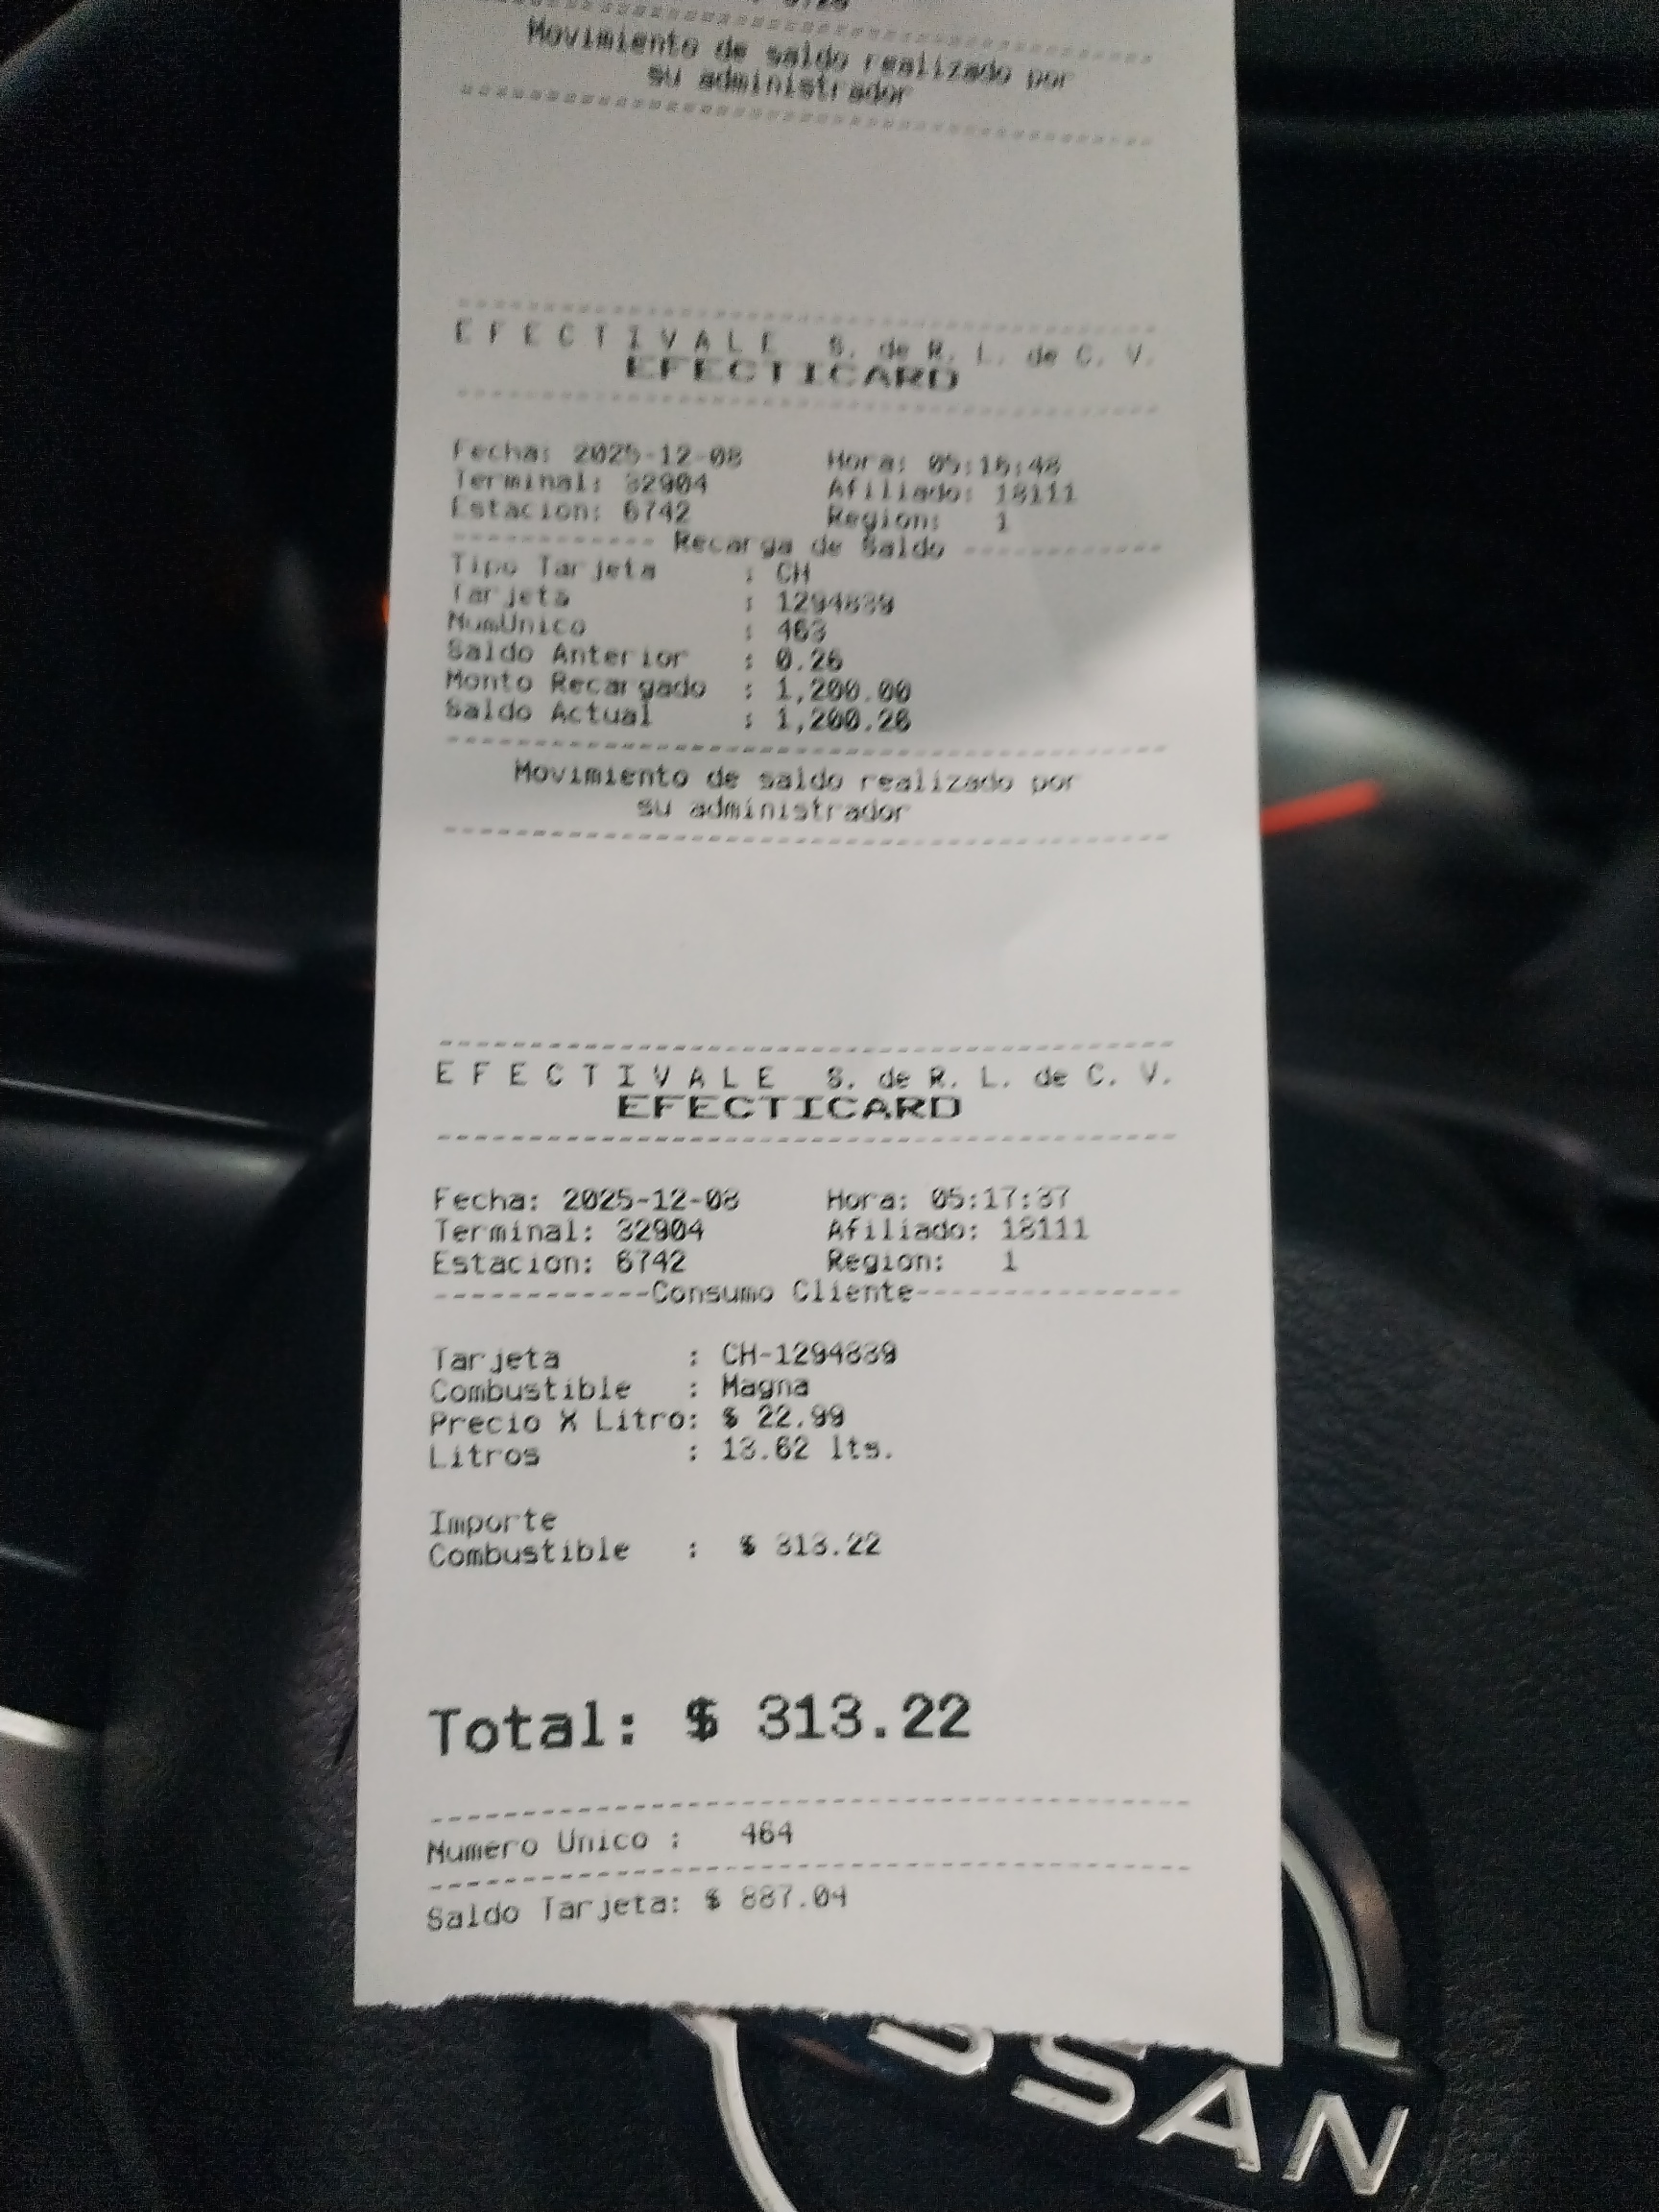 Movimiento de saldo realizado por
su administrador
EFECTIVALE S. de R. L. de C. V.
EFECTICARD
Fecha: 2025-12-08 Hora: 05:16:48
Terminal: 32904 Afiliado: 18111
Estacion: 6742 Region: 1
------------ Recarga de Saldo ------------
Tipo Tarjeta : CH
Tarjeta : 1294839
NumUnico : 463
Saldo Anterior : 0.26
Monto Recargado : 1,200.00
Saldo Actual : 1,200.26
Movimiento de saldo realizado por
su administrador
EFECTIVALE S. de R. L. de C. V.
EFECTICARD
Fecha: 2025-12-08 Hora: 05:17:37
Terminal: 32904 Afiliado: 18111
Estacion: 6742 Region: 1
------------Consumo Cliente---------------
Tarjeta : CH-1294839
Combustible : Magna
Precio X Litro: $ 22.99
Litros : 13.62 lts.
Importe
Combustible : $ 313.22
Total: $ 313.22
Numero Unico : 464
Saldo Tarjeta: $ 887.04
SSAN